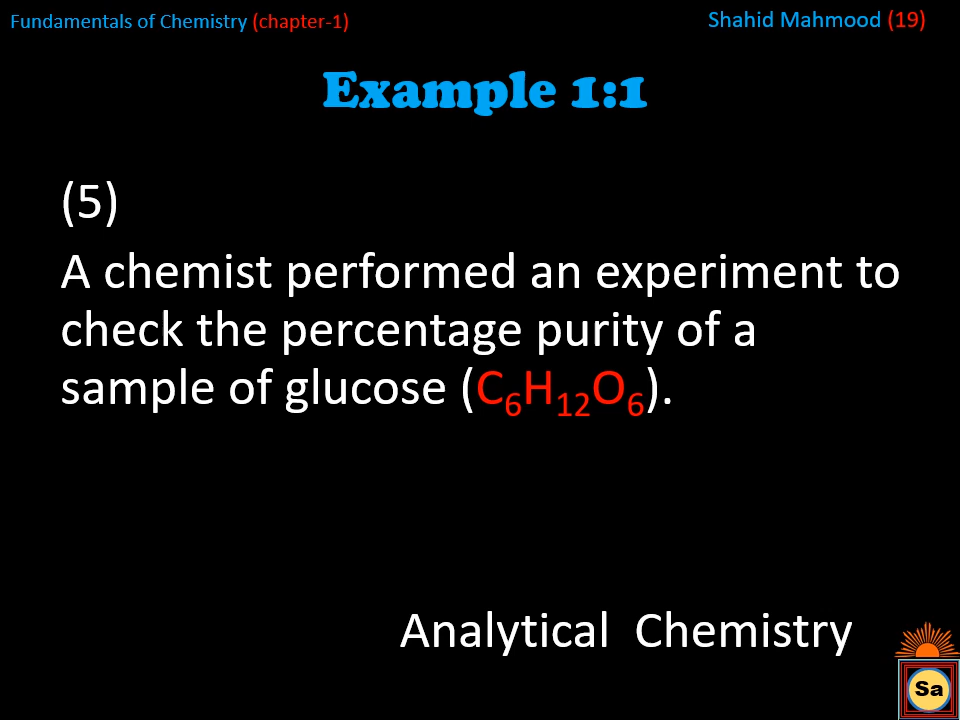 Fundamentals of Chemistry (chapter-1)
Shahid Mahmood (19)
Example 1:1
(5)
A chemist performed an experiment to
check the percentage purity of a
sample of glucose (C₆H₁₂O₆).
Analytical Chemistry
Sa